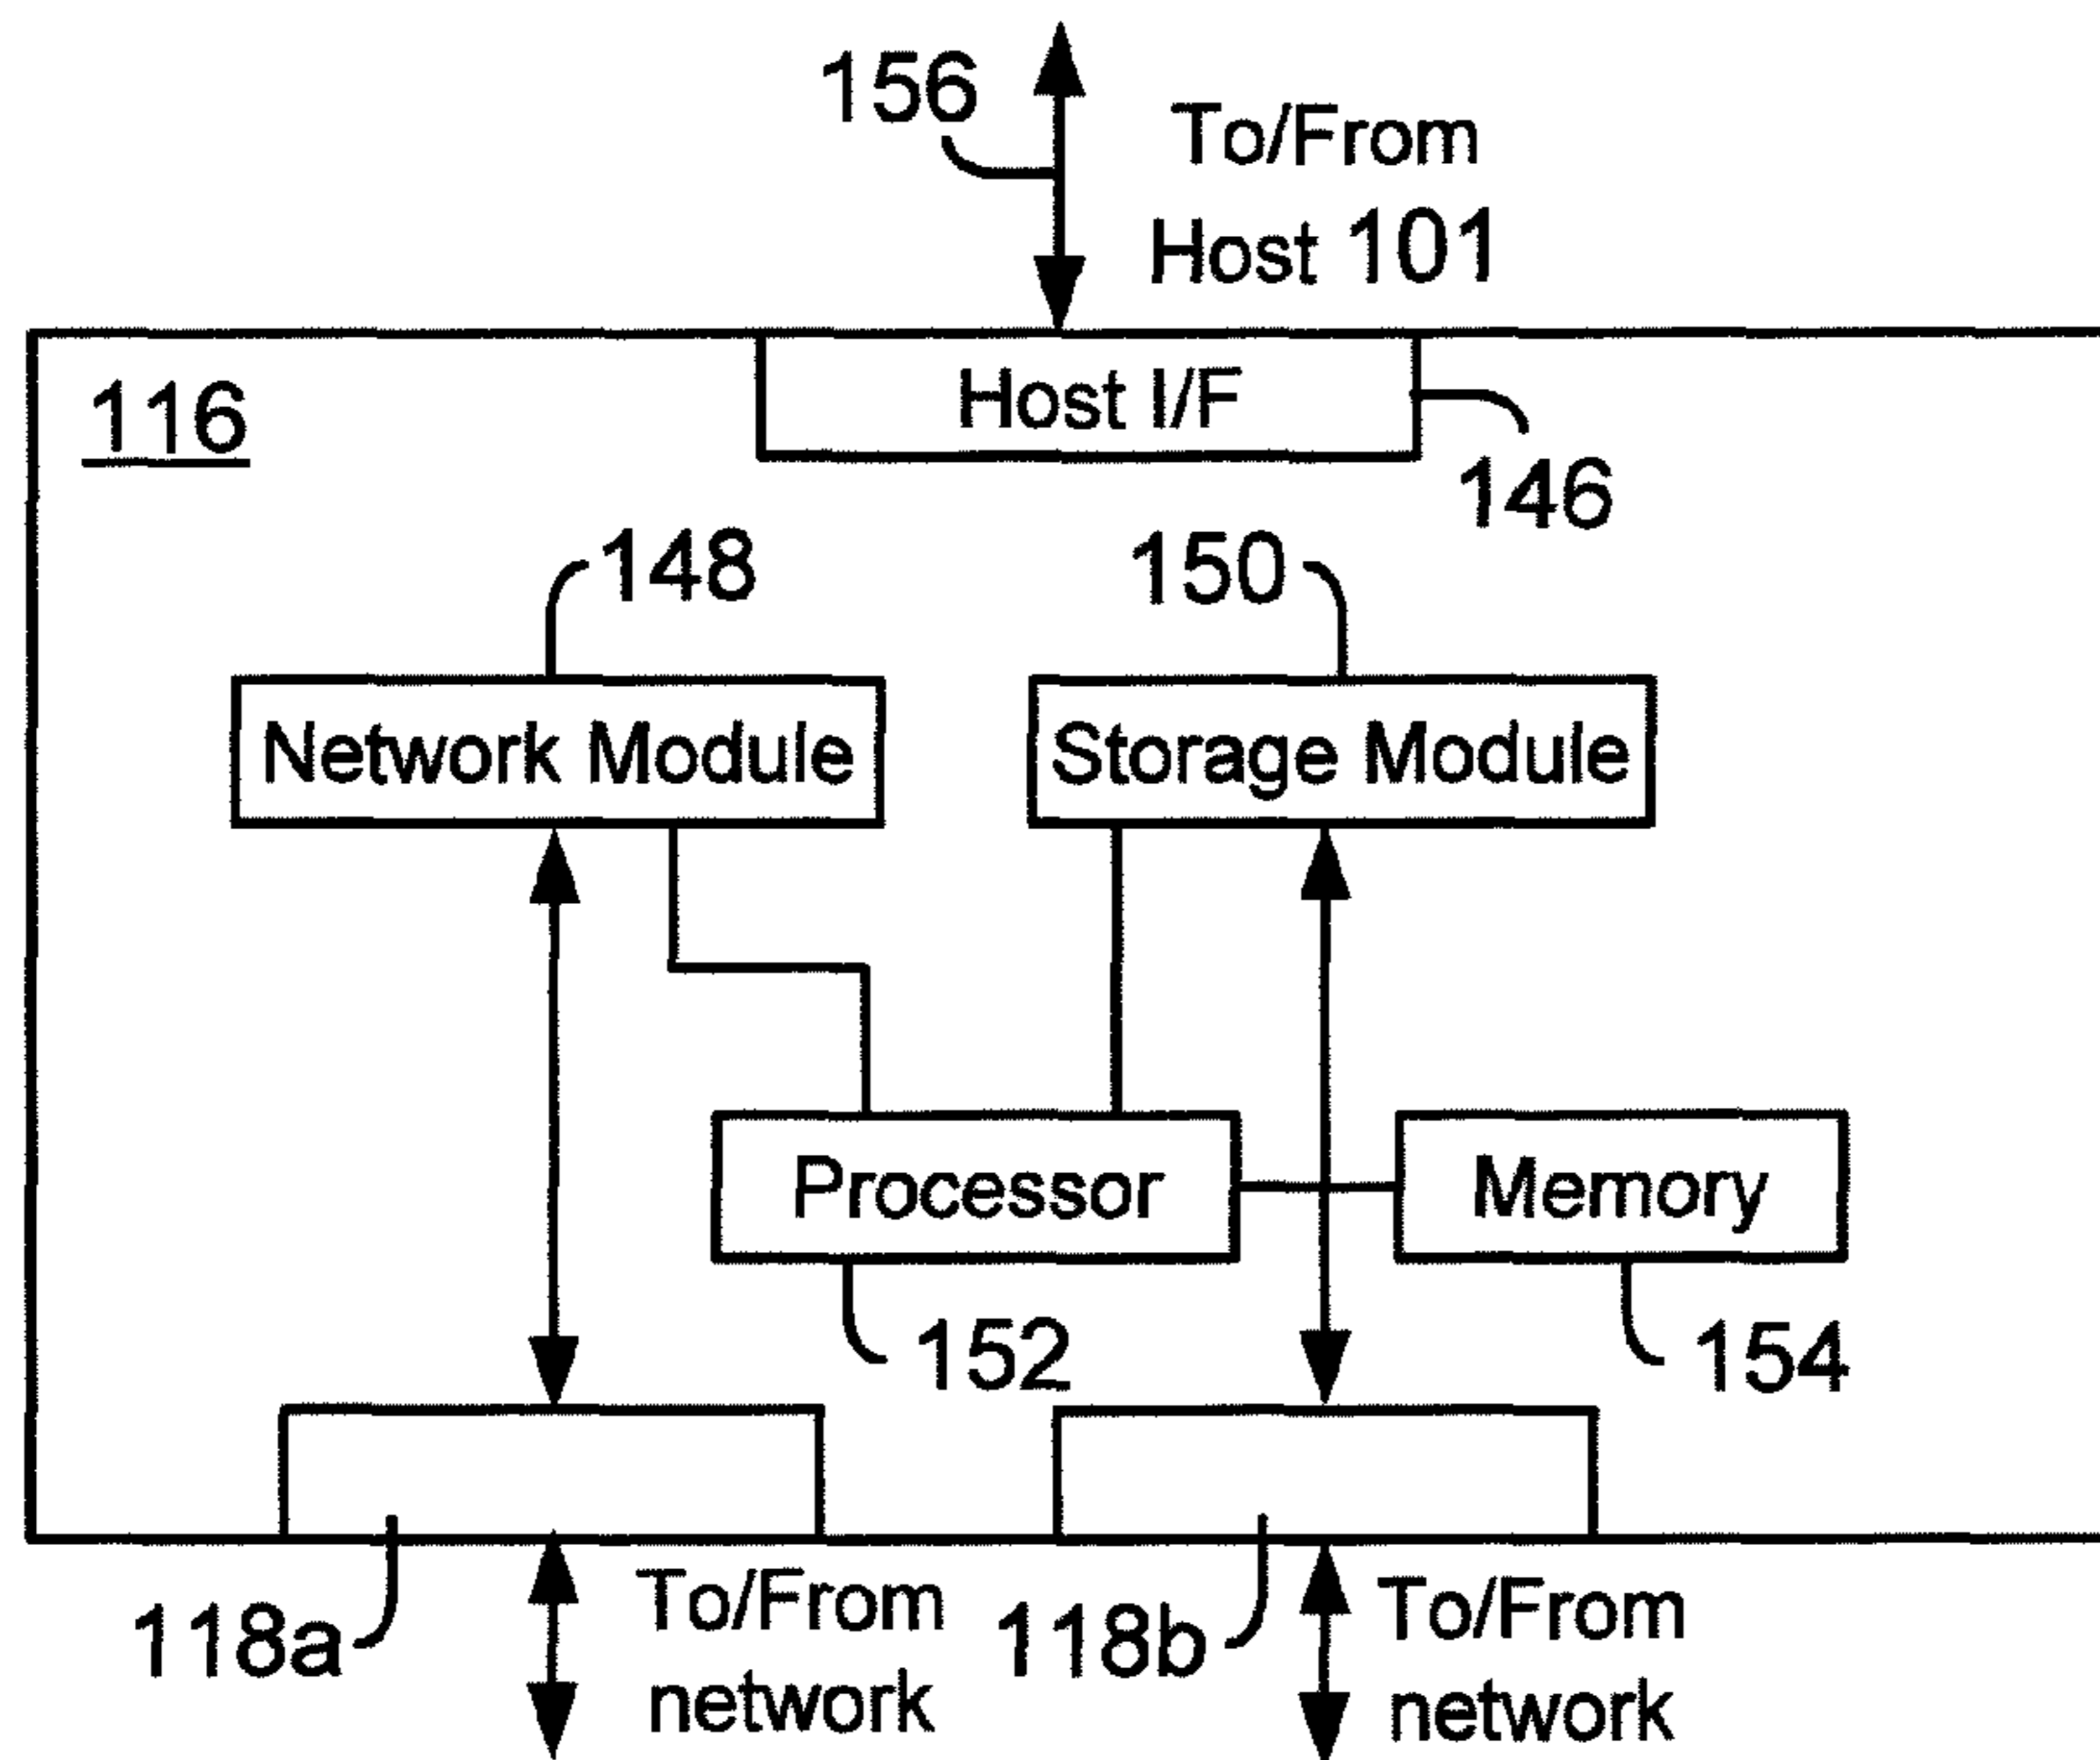 156
To/From
Host 101
116
Host I/F
146
148
150
Network Module
Storage Module
Processor
Memory
152
154
118a
To/From
network
118b
To/From
network